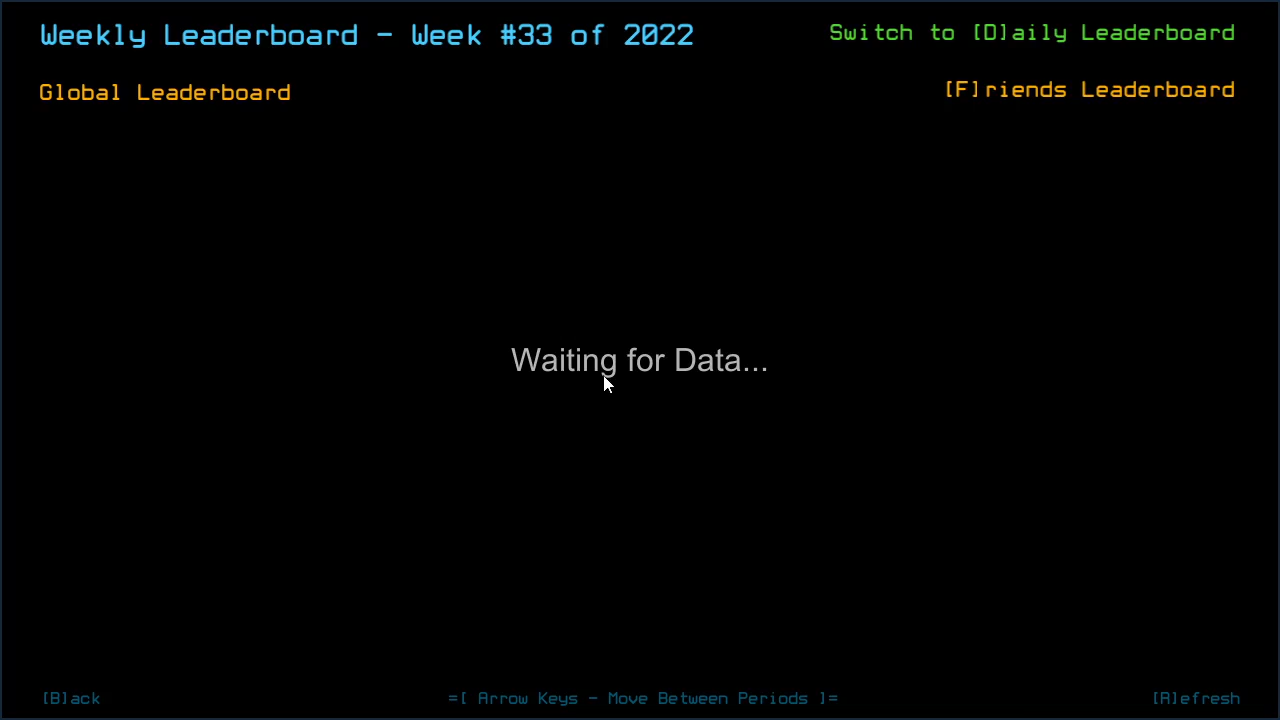 Weekly Leaderboard - Week #33 of 2022
Switch to [D]aily Leaderboard
Global Leaderboard
[F]riends Leaderboard
Waiting for Data...
[B]ack
=[ Arrow Keys - Move Between Periods ]=
[R]efresh